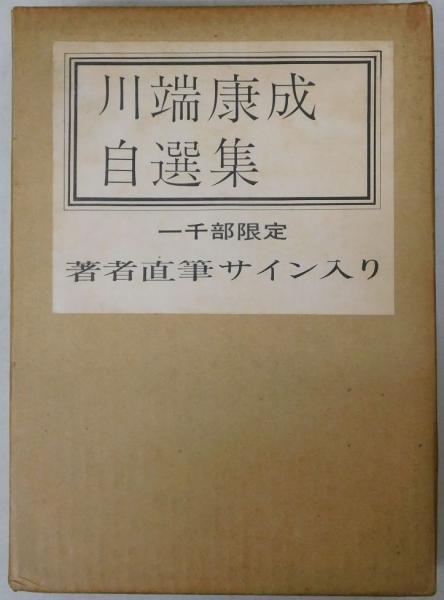 川端康成
自選集
一千部限定
著者直筆サイン入り